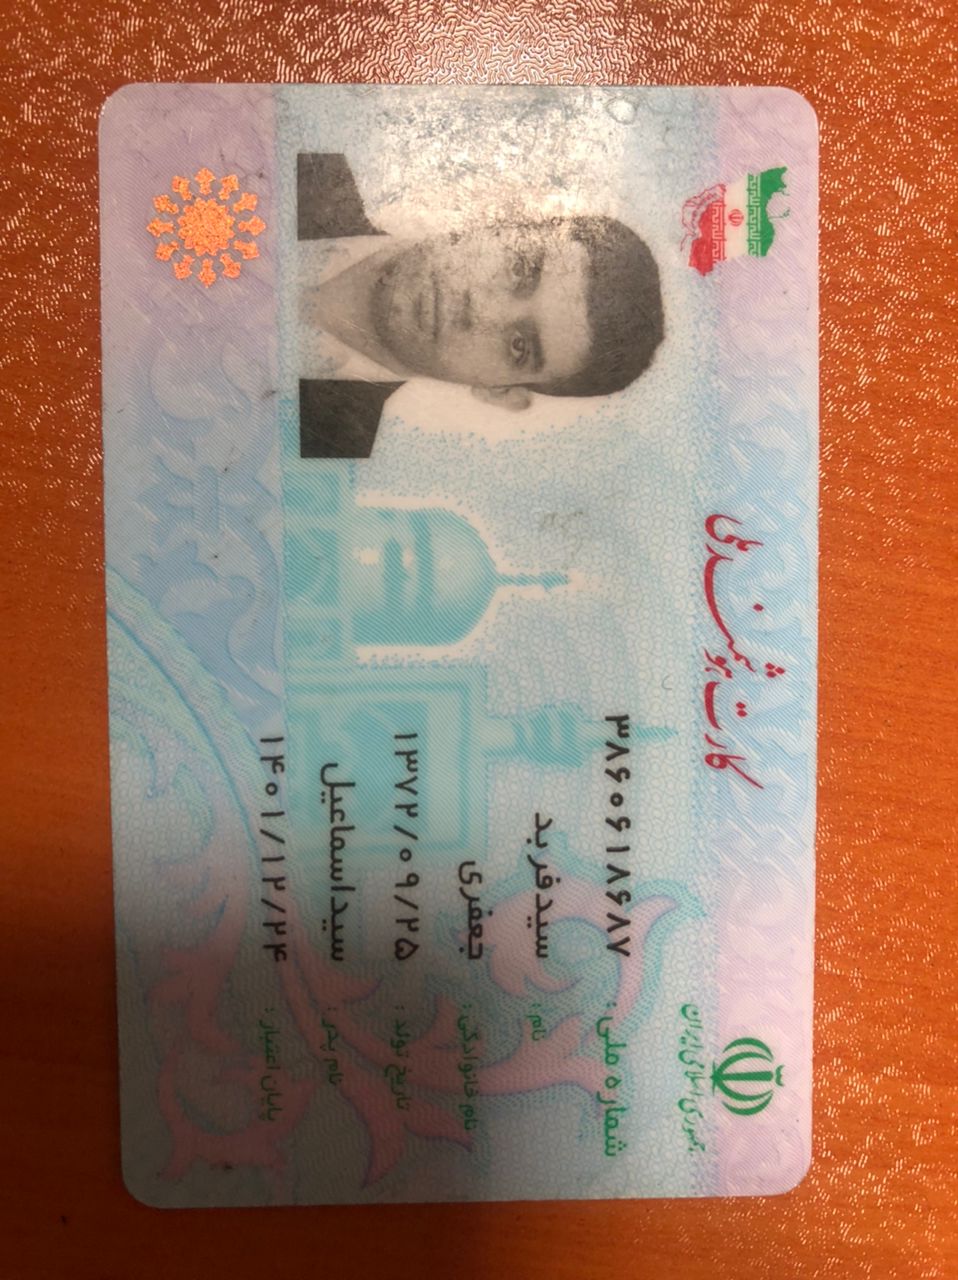 جمهوری اسلامی ایران
کارت هوشمند ملی
شماره ملی: ۳۸۶۰۶۱۸۶۸۷
نام: سیدفرید
نام خانوادگی: جعفری
تاریخ تولد: ۱۳۷۲/۰۹/۲۵
نام پدر: سیداسماعیل
پایان اعتبار: ۱۴۰۱/۱۲/۲۴